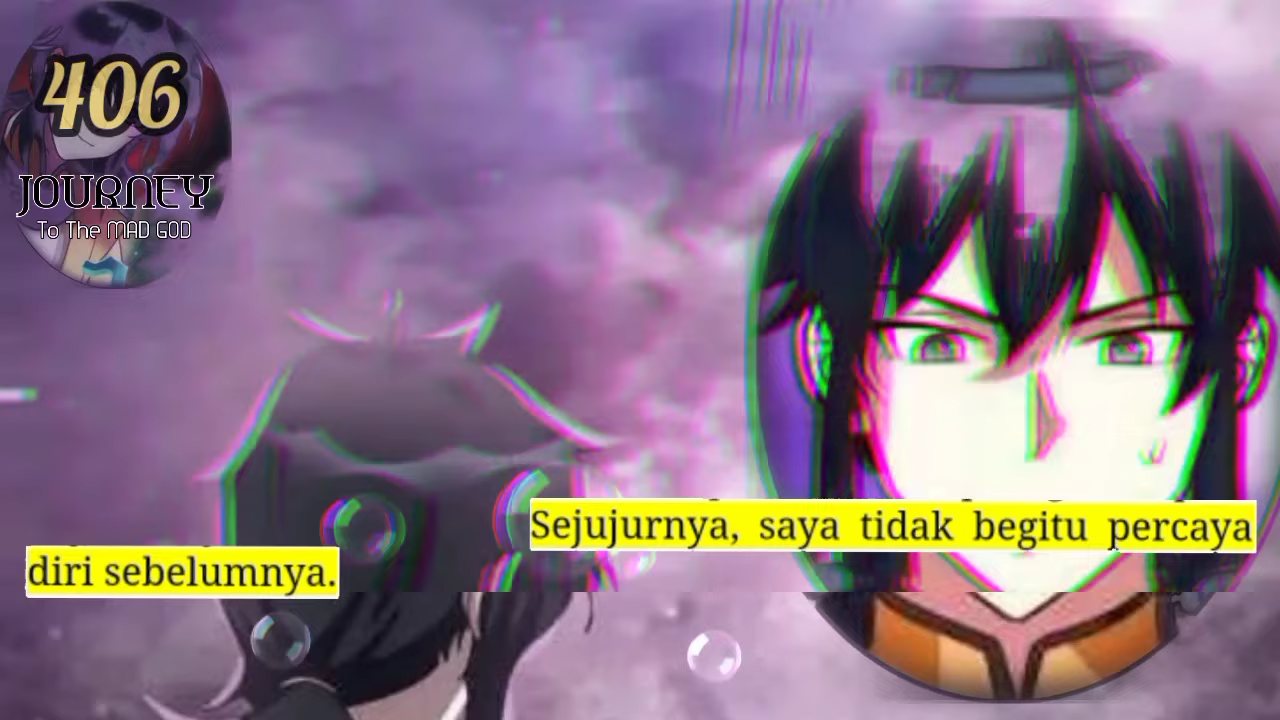 406
JOURNEY
To The MAD GOD
Sejujurnya, saya tidak begitu percaya
diri sebelumnya.